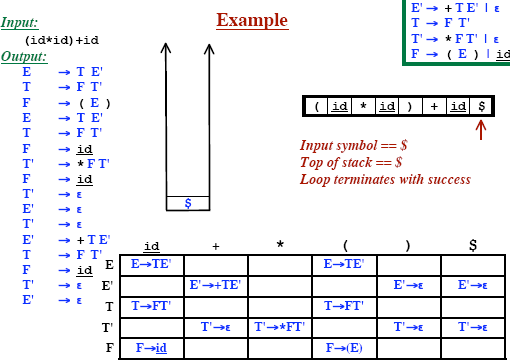 Example
Input:
(id*id)+id
Output:
E → T E'
T → F T'
F → ( E )
E → T E'
T → F T'
F → id
T' → * F T'
F → id
T' → ε
E' → ε
T' → ε
E' → + T E'
T → F T'
F → id
T' → ε
E' → ε
$
E' → + T E' | ε
T → F T'
T' → * F T' | ε
F → ( E ) | id
( id * id ) + id $
Input symbol == $
Top of stack == $
Loop terminates with success
id + * ( ) $
E E→TE' E→TE'
E' E'→+TE' E'→ε E'→ε
T T→FT' T→FT'
T' T'→ε T'→*FT' T'→ε T'→ε
F F→id F→(E)